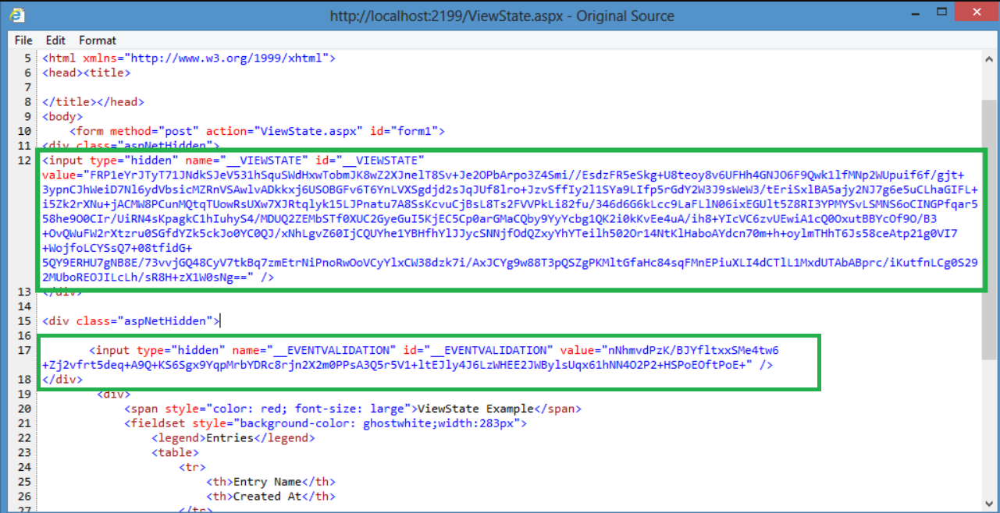 http://localhost:2199/ViewState.aspx - Original Source
File Edit Format
5 <html xmlns="http://www.w3.org/1999/xhtml">
6 <head><title>
7
8 </title></head>
9 <body>
10 <form method="post" action="ViewState.aspx" id="form1">
11 <div class="aspNetHidden">
12 <input type="hidden" name="__VIEWSTATE" id="__VIEWSTATE"
value="FRP1eYrJTyT71JNdkSJeV531hSquSWdHxwTobmJK8wZ2XJnelT8Sv+Je2OPbArpo3Z4Smi//EsdzFR5eSkg+U8teoy8v6UFHh4GNJO6F9Qwk1lfMNp2WUpuif6f/gjt+
3ypnCJhWeiD7Nl6ydVbsicMZRnVSAwlvADkkxj6USOBGFv6T6YnLVXSgdjd2sJqJUf8lro+JzvSffIy2l1SYa9LIfp5rGdY2W3J9sWeW3/tEriSxlBA5ajy2NJ7g6e5uCLhaGIFL+
i5Zk2rXNu+jACMW8PCunMQtqTUowRsUXw7XJRtqlyk15LJPnatu7A8SsKcvuCjBsL8Ts2FVVPkLi82fu/346d6G6kLcc9LaFLlN06ixEGUlt5Z8RI3YPMYSvLSMNS6oCINGPfqar5
58he9O0CIr/UiRN4sKpagkC1hIuhyS4/MDUQ2ZEMbSTf0XUC2GyeGuI5KjEC5Cp0arGMaCQby9YyYcbg1QK2i0kKvEe4uA/ih8+YIcVC6zvUEwiA1cQ0OxutBBYcOf9O/B3
+OvQWuFW2rXtzru0SGfdYZk5ckJo0YC0QJ/xNhLgvZ60IjCQUYhe1YBHfhYlJJycSNNjfOdQZxyYhYTeilh502Or14NtKlHaboAYdcn70m+h+oylmTHhT6Js58ceAtp21g0VI7
+WojfoLCYSsQ7+08tfidG+
5QY9ERHU7gNB8E/73vvjGQ48CyV7tkBq7zmEtrNiPnoRwOoVCyYlxCW38dzk7i/AxJCYg9w88T3pQSZgPKMltGfaHc84sqFMnEPiuXLI4dCTlL1MxdUTAbABprc/iKutfnLCg0S29
2MUboREOJILcLh/sR8H+zX1W0sNg==" />
13 </div>
14
15 <div class="aspNetHidden">
16
17 <input type="hidden" name="__EVENTVALIDATION" id="__EVENTVALIDATION" value="nNhmvdPzK/BJYfltxxSMe4tw6
+Zj2vfrt5deq+A9Q+KS6Sgx9YqpMrbYDRc8rjn2X2m0PPsA3Q5r5V1+ltEJly4J6LzWHEE2JWBylsUqx61hNN4O2P2+HSPoEOftPoE+" />
18 </div>
19 <div>
20 <span style="color: red; font-size: large">ViewState Example</span>
21 <fieldset style="background-color: ghostwhite;width:283px">
22 <legend>Entries</legend>
23 <table>
24 <tr>
25 <th>Entry Name</th>
26 <th>Created At</th>
27 </tr>